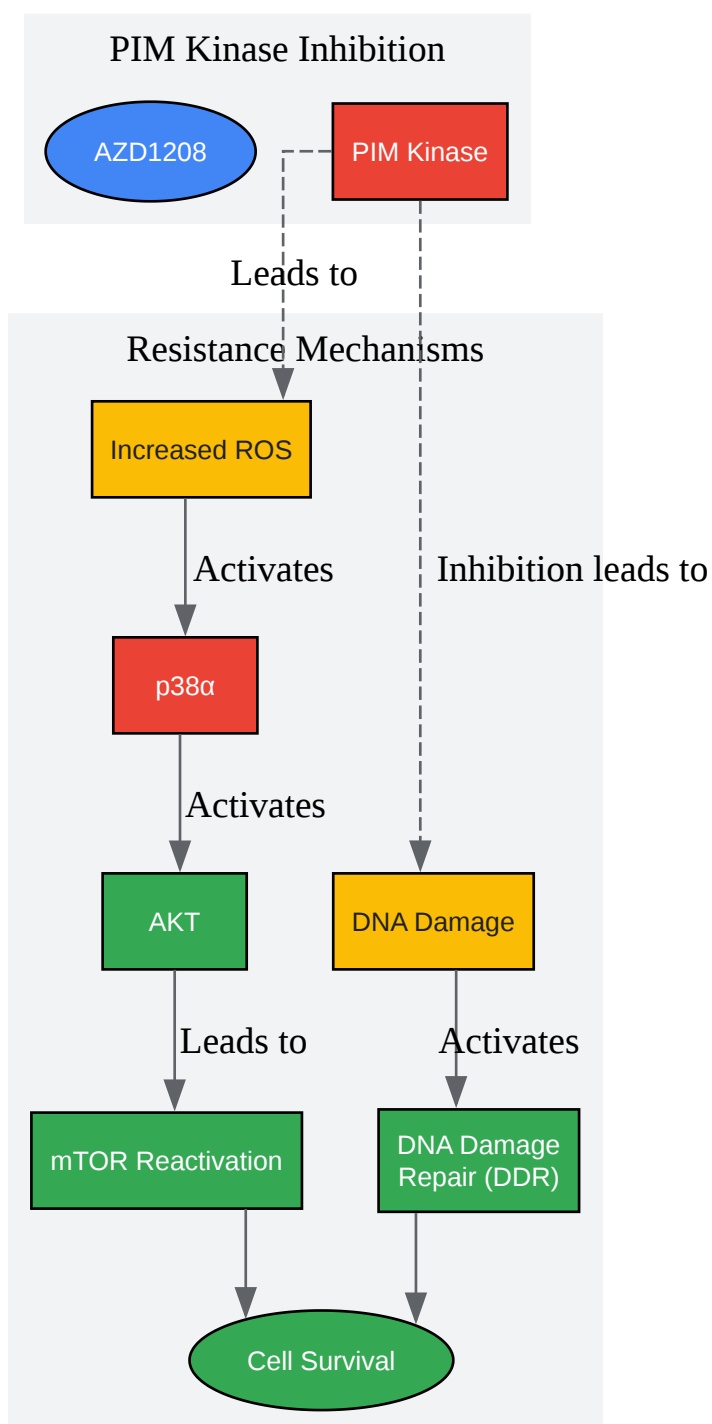 PIM Kinase Inhibition
AZD1208
PIM Kinase
Leads to
Resistance Mechanisms
Increased ROS
Activates
Inhibition leads to
p38α
Activates
AKT
DNA Damage
Leads to
Activates
mTOR Reactivation
DNA Damage
Repair (DDR)
Cell Survival